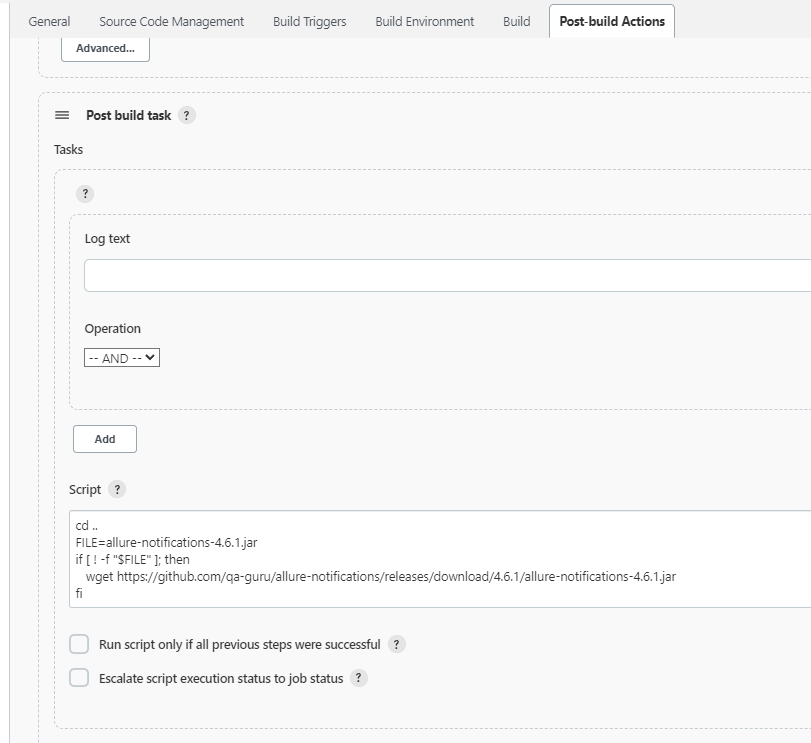 General Source Code Management Build Triggers Build Environment Build Post-build Actions
Advanced...
Post build task ?
Tasks
?
Log text
Operation
-- AND --
Add
Script ?
cd ..
FILE=allure-notifications-4.6.1.jar
if [ ! -f "$FILE" ]; then
wget https://github.com/qa-guru/allure-notifications/releases/download/4.6.1/allure-notifications-4.6.1.jar
fi
Run script only if all previous steps were successful ?
Escalate script execution status to job status ?